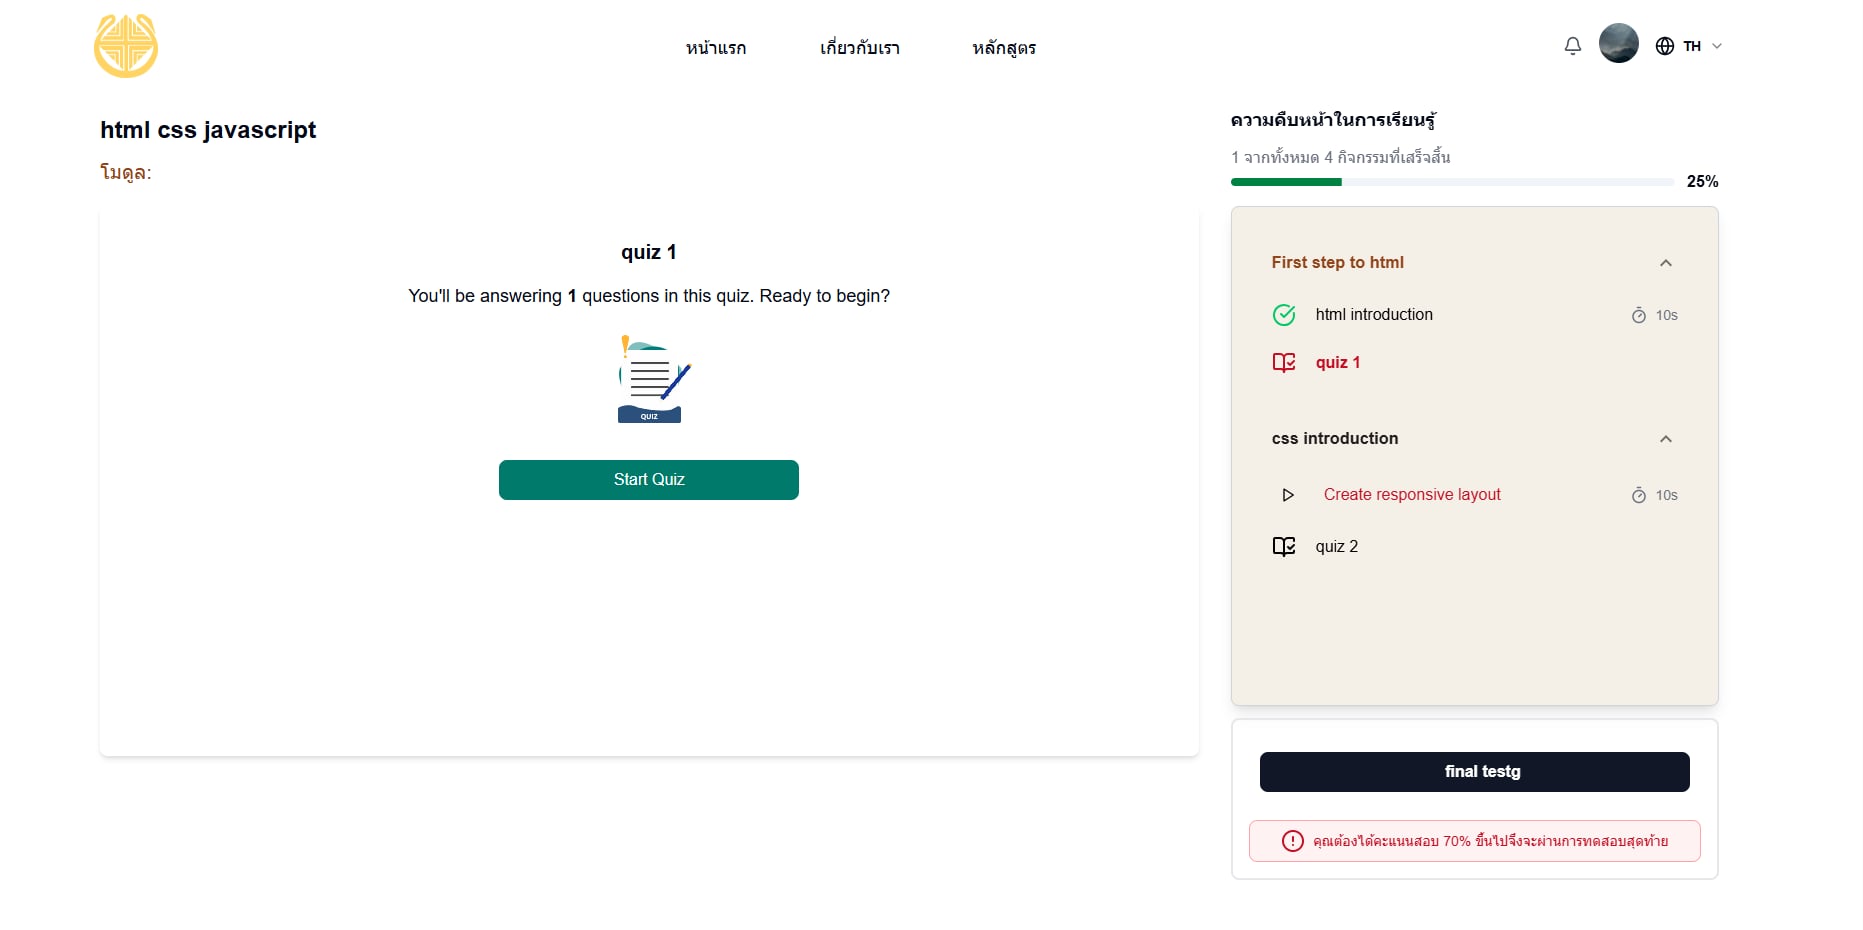 หน้าแรก
เกี่ยวกับเรา
หลักสูตร
TH
html css javascript
โมดูล:
quiz 1
You'll be answering 1 questions in this quiz. Ready to begin?
QUIZ
Start Quiz
ความคืบหน้าในการเรียนรู้
1 จากทั้งหมด 4 กิจกรรมที่เสร็จสิ้น
25%
First step to html
html introduction
10s
quiz 1
css introduction
Create responsive layout
10s
quiz 2
final testg
คุณต้องได้คะแนนสอบ 70% ขึ้นไปจึงจะผ่านการทดสอบสุดท้าย